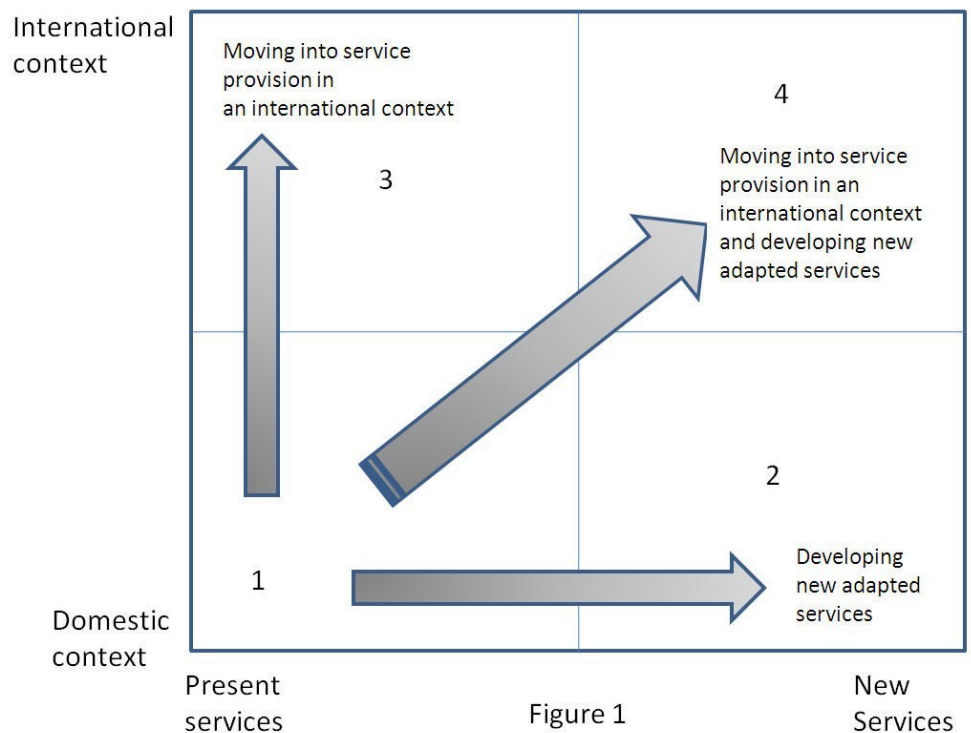 International
context
Moving into service
provision in
an international context
3
4
Moving into service
provision in an
international context
and developing new
adapted services
2
1
Developing
new adapted
services
Domestic
context
Present
services
Figure 1
New
Services